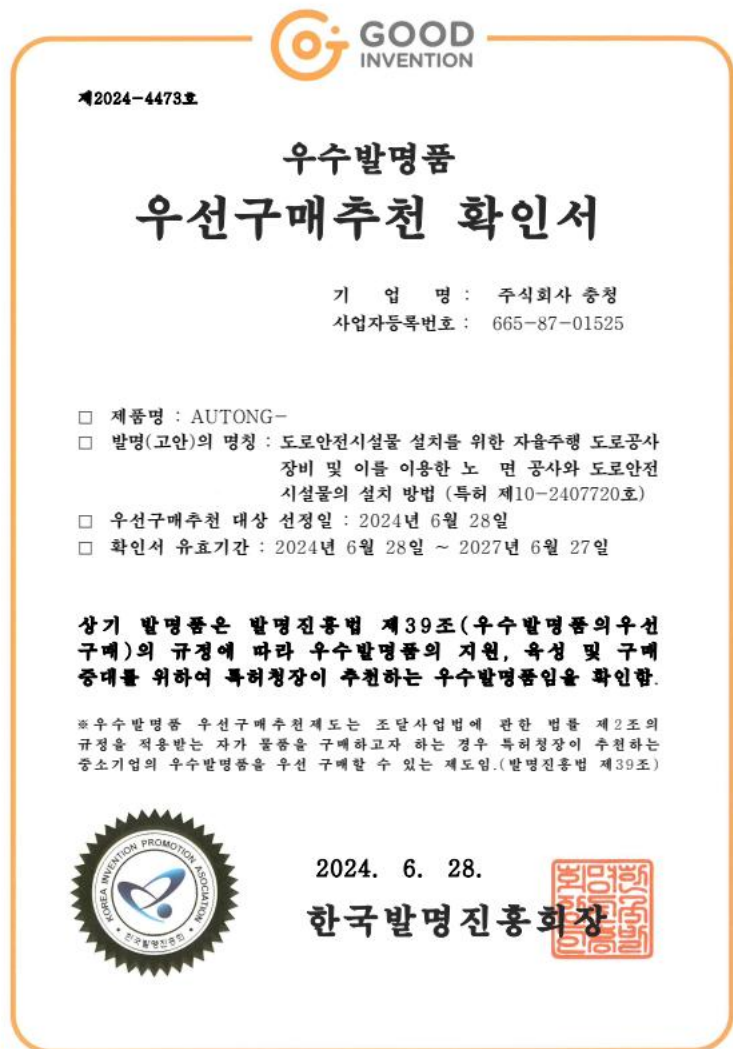 GOOD
INVENTION
제2024-4473호
우수발명품
우선구매추천 확인서
기 업 명 : 주식회사 충청
사업자등록번호 : 665-87-01525
□ 제품명 : AUTONG-
□ 발명(고안)의 명칭 : 도로안전시설물 설치를 위한 자율주행 도로공사
장비 및 이를 이용한 노 면 공사와 도로안전
시설물의 설치 방법 (특허 제10-2407720호)
□ 우선구매추천 대상 선정일 : 2024년 6월 28일
□ 확인서 유효기간 : 2024년 6월 28일 ~ 2027년 6월 27일
상기 발명품은 발명진흥법 제39조(우수발명품의우선
구매)의 규정에 따라 우수발명품의 지원, 육성 및 구매
증대를 위하여 특허청장이 추천하는 우수발명품임을 확인함.
※우수발명품 우선구매추천제도는 조달사업법에 관한 법률 제2조의
규정을 적용받는 자가 물품을 구매하고자 하는 경우 특허청장이 추천하는
중소기업의 우수발명품을 우선 구매할 수 있는 제도임.(발명진흥법 제39조)
KOREA INVENTION PROMOTION ASOCIATION
한국발명진흥회
2024. 6. 28.
한국발명진흥회장